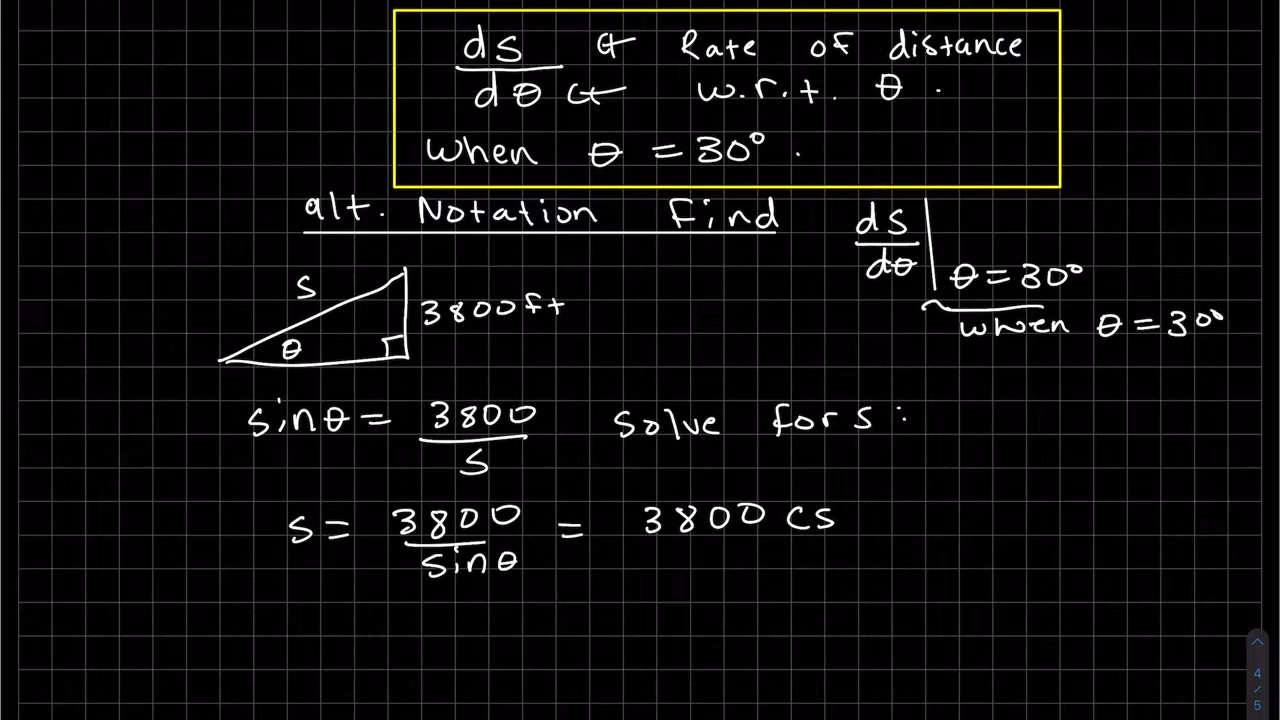 ds ← Rate of distance
dθ ← w.r.t. θ.
when θ = 30°.
alt. Notation Find ds/dθ | θ = 30°
when θ = 30°
s
3800ft
θ
sinθ = 3800/s solve for s:
s = 3800/sinθ = 3800 cs
4
/
5